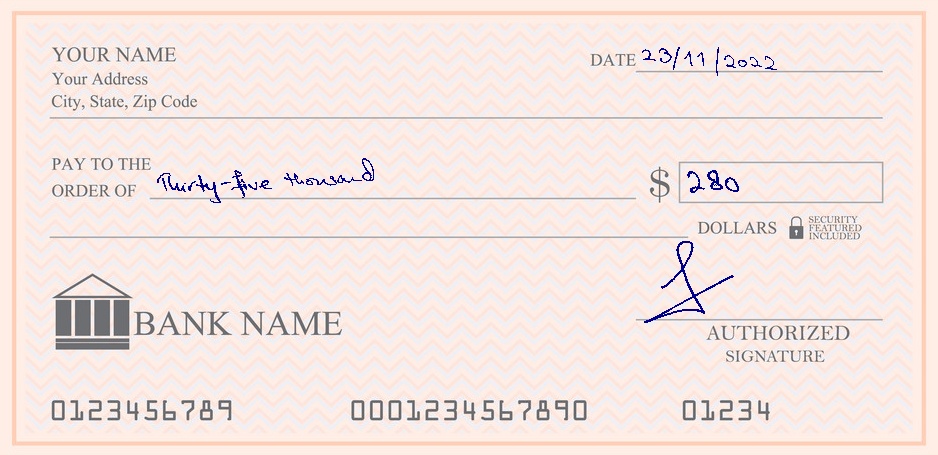 YOUR NAME
Your Address
City, State, Zip Code
DATE 23/11/2022
PAY TO THE
ORDER OF Thirty-five thousand
$ 280
DOLLARS
SECURITY
FEATURED
INCLUDED
BANK NAME
AUTHORIZED
SIGNATURE
0123456789 0001234567890 01234